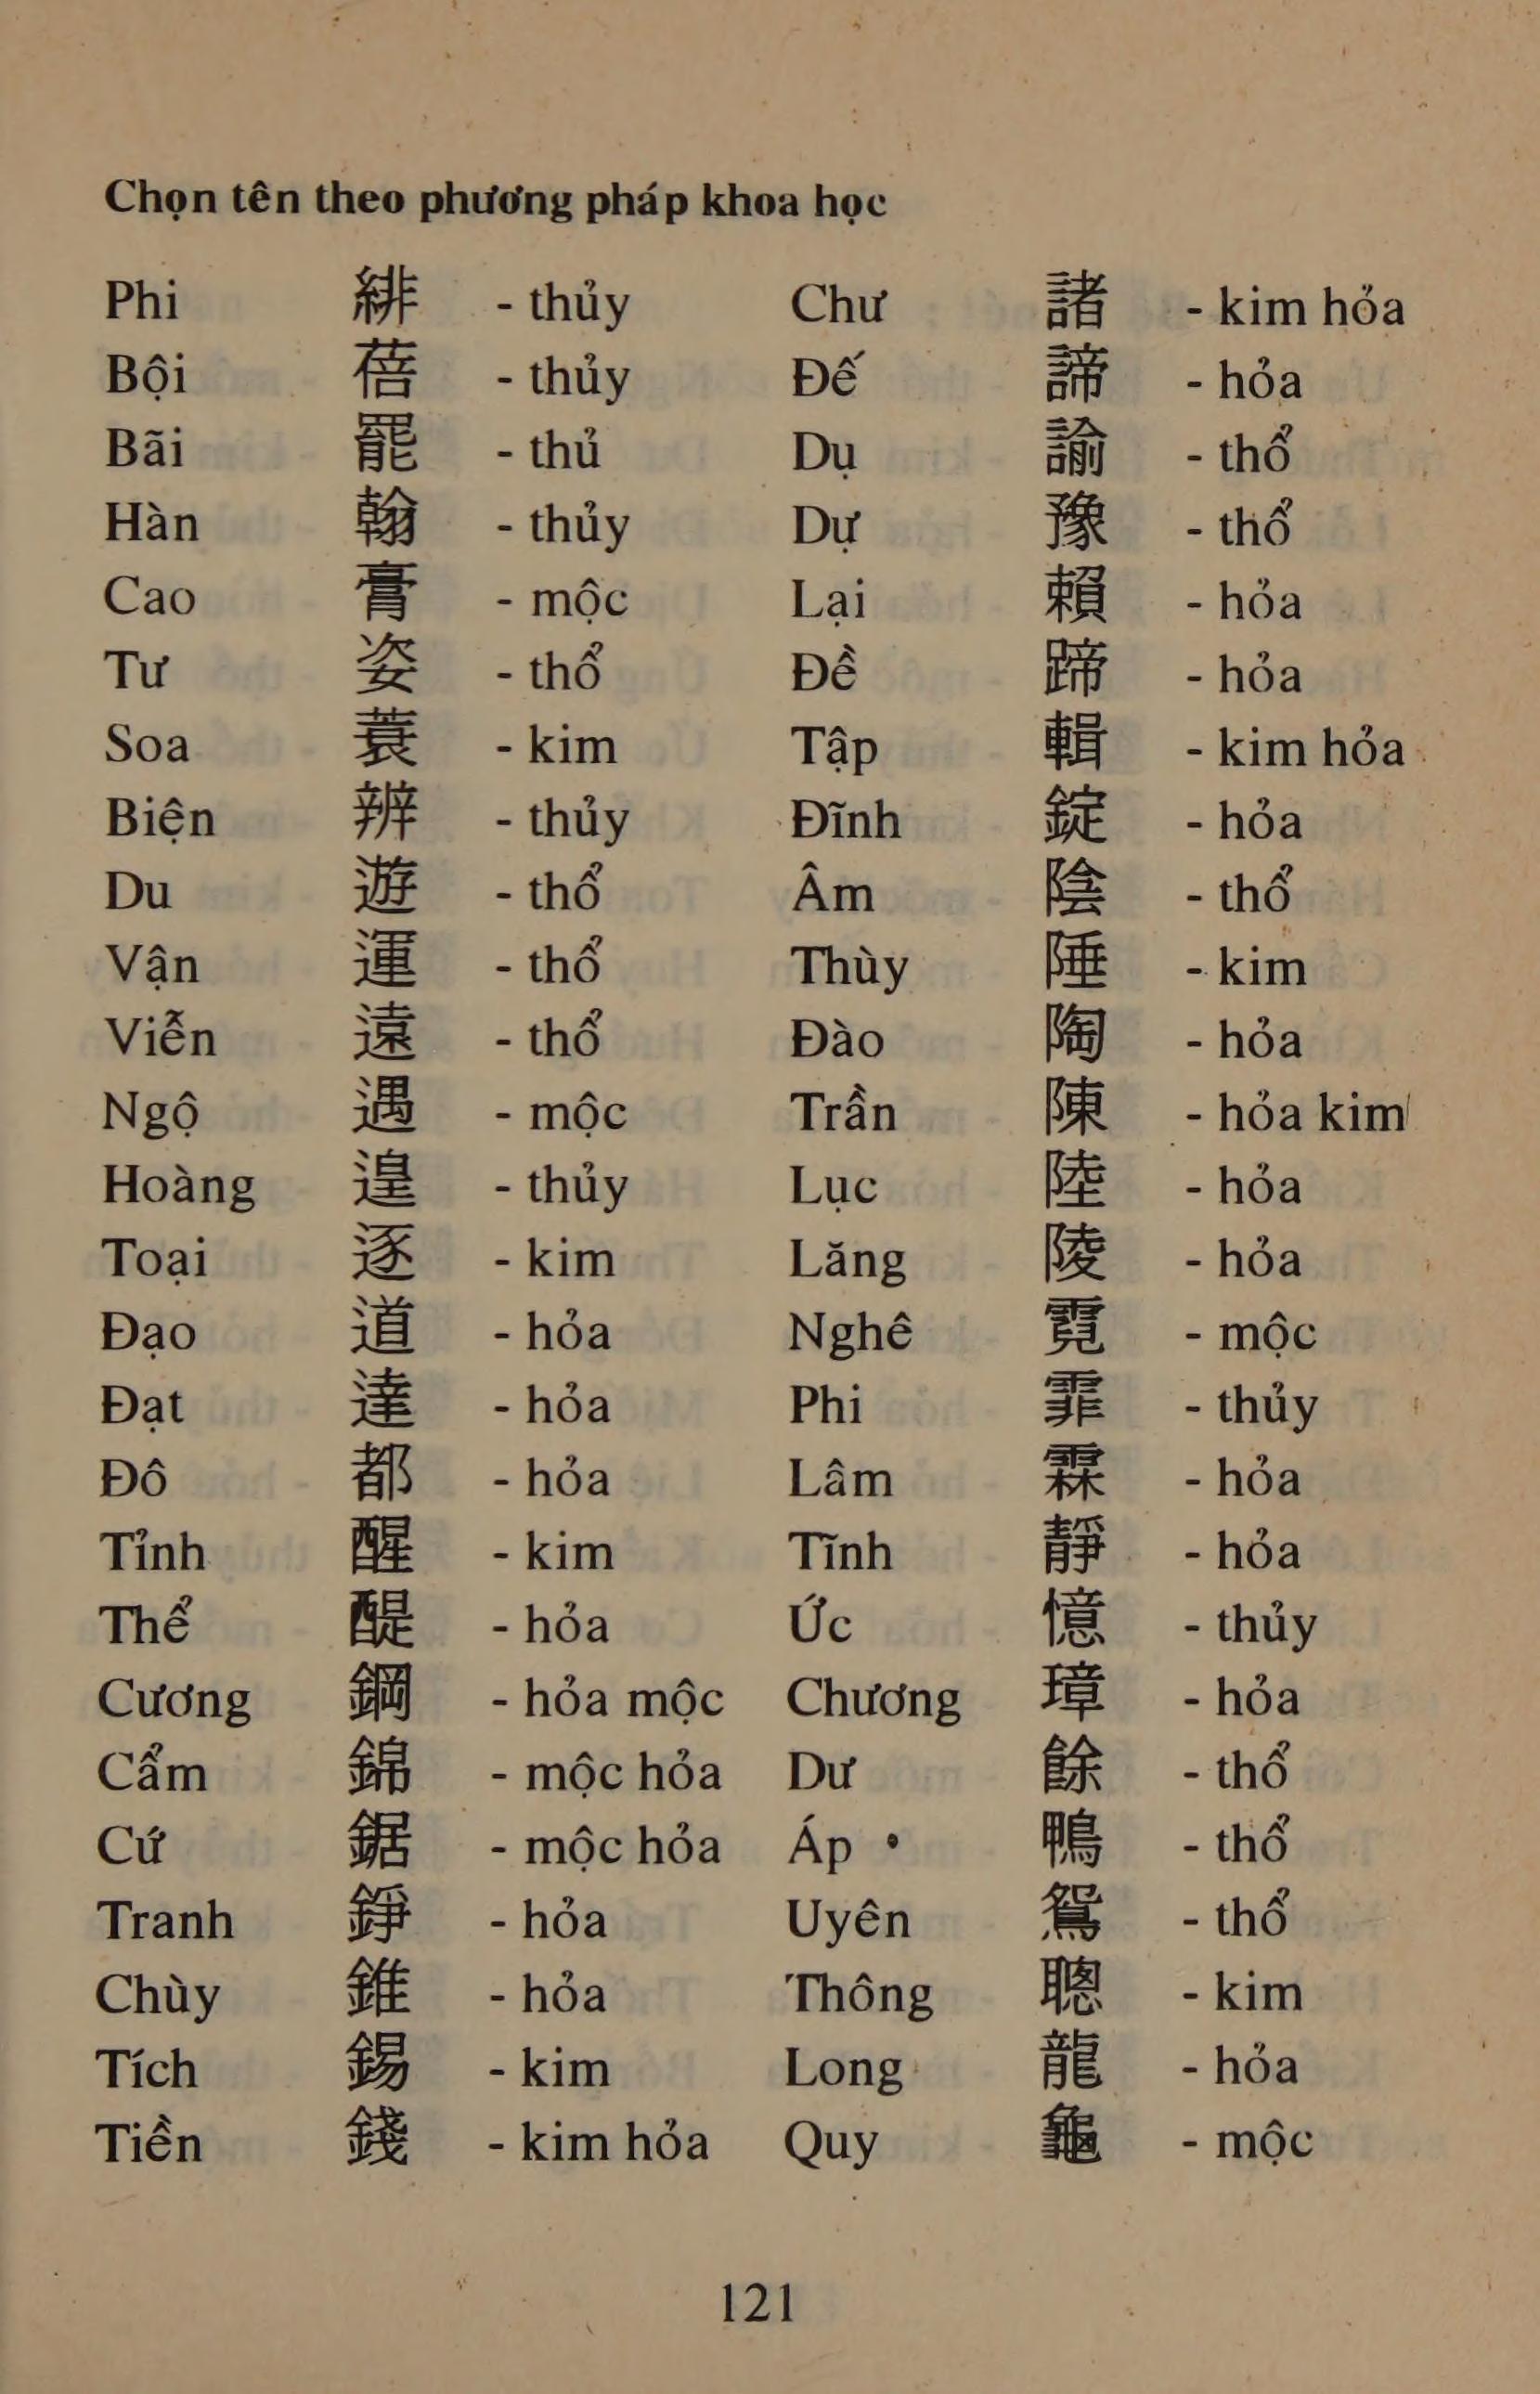 Chọn tên theo phương pháp khoa học
Phi 緋 - thủy Chư 諸 - kim hỏa
Bội 蓓 - thủy Đế 諦 - hỏa
Bãi 罷 - thủ Dụ 諭 - thổ
Hàn 翰 - thủy Dự 豫 - thổ
Cao 膏 - mộc Lại 賴 - hỏa
Tư 姿 - thổ Đề 蹄 - hỏa
Soa 蓑 - kim Tập 輯 - kim hỏa
Biện 辨 - thủy Đĩnh 錠 - hỏa
Du 遊 - thổ Âm 陰 - thổ
Vận 運 - thổ Thùy 陲 - kim
Viễn 遠 - thổ Đào 陶 - hỏa
Ngộ 遇 - mộc Trần 陳 - hỏa kim
Hoàng 遑 - thủy Lục 陸 - hỏa
Toại 逐 - kim Lăng 陵 - hỏa
Đạo 道 - hỏa Nghê 霓 - mộc
Đạt 達 - hỏa Phi 霏 - thủy
Đô 都 - hỏa Lâm 霖 - hỏa
Tỉnh 醒 - kim Tĩnh 靜 - hỏa
Thể 醍 - hỏa Ức 憶 - thủy
Cương 鋼 - hỏa mộc Chương 璋 - hỏa
Cẩm 錦 - mộc hỏa Dư 餘 - thổ
Cứ 鋸 - mộc hỏa Áp 鴨 - thổ
Tranh 錚 - hỏa Uyên 鴛 - thổ
Chùy 錐 - hỏa Thông 聰 - kim
Tích 錫 - kim Long 龍 - hỏa
Tiền 錢 - kim hỏa Quy 龜 - mộc
121